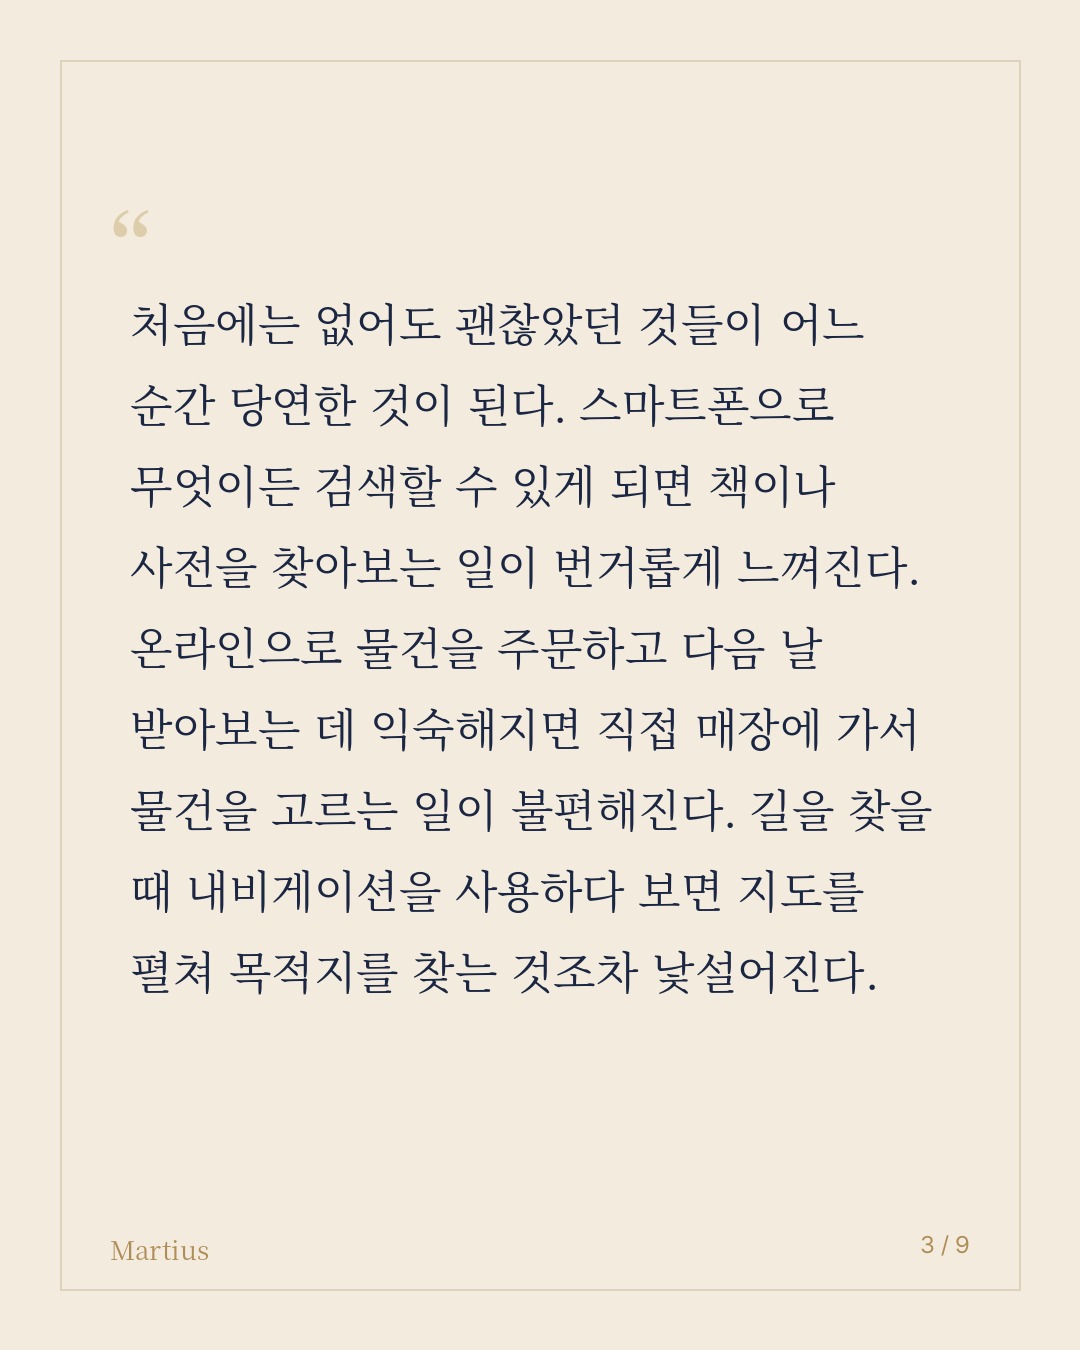 “
처음에는 없어도 괜찮았던 것들이 어느
순간 당연한 것이 된다. 스마트폰으로
무엇이든 검색할 수 있게 되면 책이나
사전을 찾아보는 일이 번거롭게 느껴진다.
온라인으로 물건을 주문하고 다음 날
받아보는 데 익숙해지면 직접 매장에 가서
물건을 고르는 일이 불편해진다. 길을 찾을
때 내비게이션을 사용하다 보면 지도를
펼쳐 목적지를 찾는 것조차 낯설어진다.
Martius
3 / 9